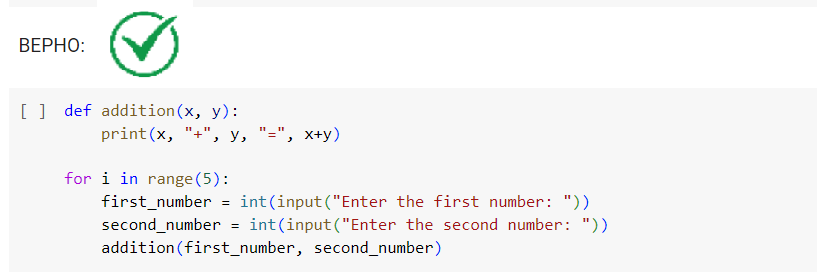 ВЕРНО:
[ ] def addition(x, y):
        print(x, "+", y, "=", x+y)
    for i in range(5):
        first_number = int(input("Enter the first number: "))
        second_number = int(input("Enter the second number: "))
        addition(first_number, second_number)